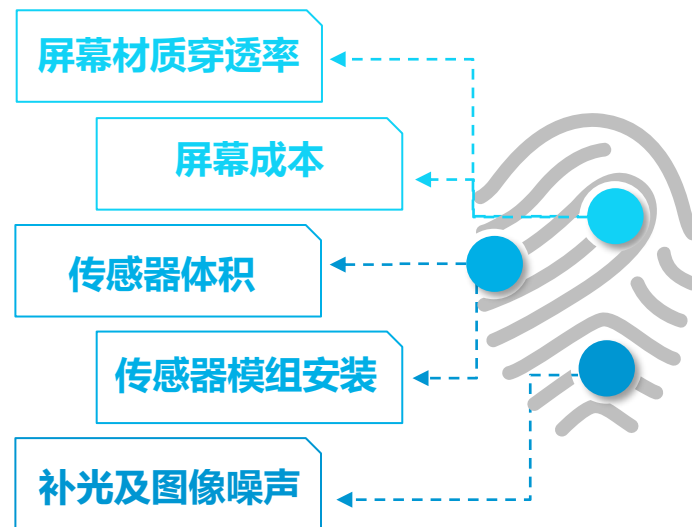 屏幕材质穿透率
屏幕成本
传感器体积
传感器模组安装
补光及图像噪声